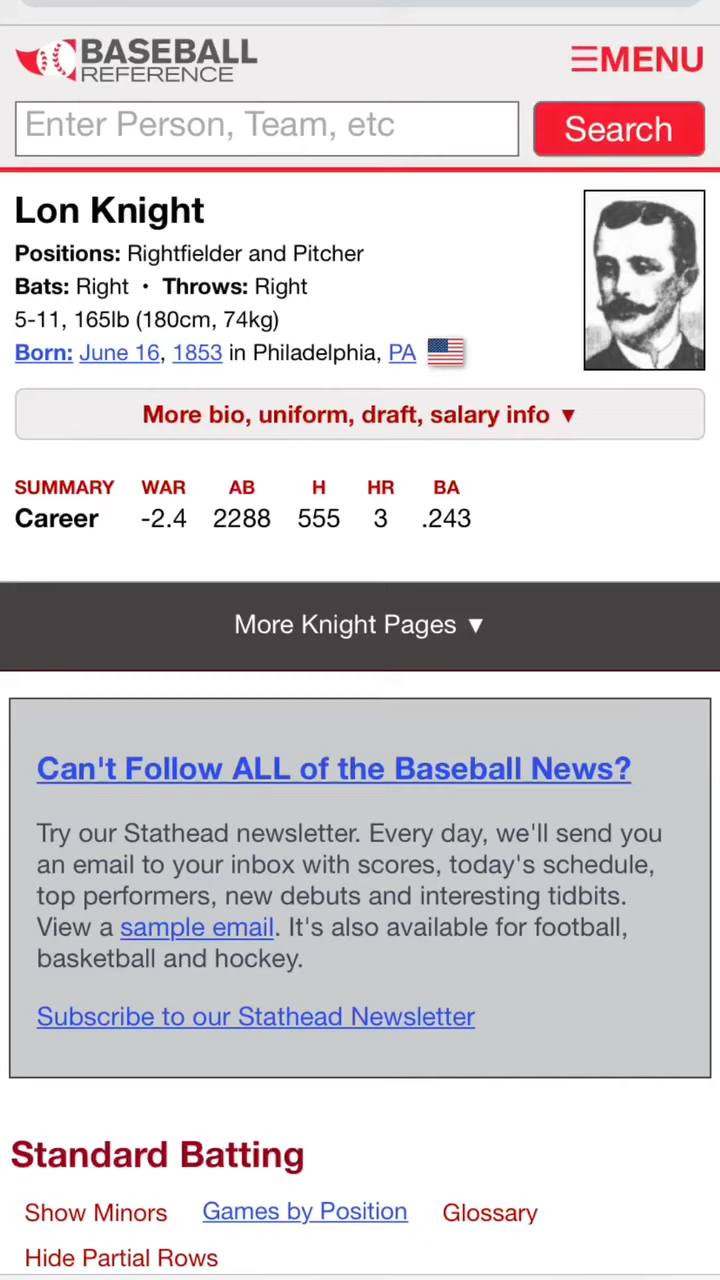 BASEBALL
REFERENCE
☰MENU
Enter Person, Team, etc
Search
Lon Knight
Positions: Rightfielder and Pitcher
Bats: Right • Throws: Right
5-11, 165lb (180cm, 74kg)
Born: June 16, 1853 in Philadelphia, PA
More bio, uniform, draft, salary info ▼
SUMMARY WAR AB H HR BA
Career -2.4 2288 555 3 .243
More Knight Pages ▼
Can't Follow ALL of the Baseball News?
Try our Stathead newsletter. Every day, we'll send you
an email to your inbox with scores, today's schedule,
top performers, new debuts and interesting tidbits.
View a sample email. It's also available for football,
basketball and hockey.
Subscribe to our Stathead Newsletter
Standard Batting
Show Minors Games by Position Glossary
Hide Partial Rows